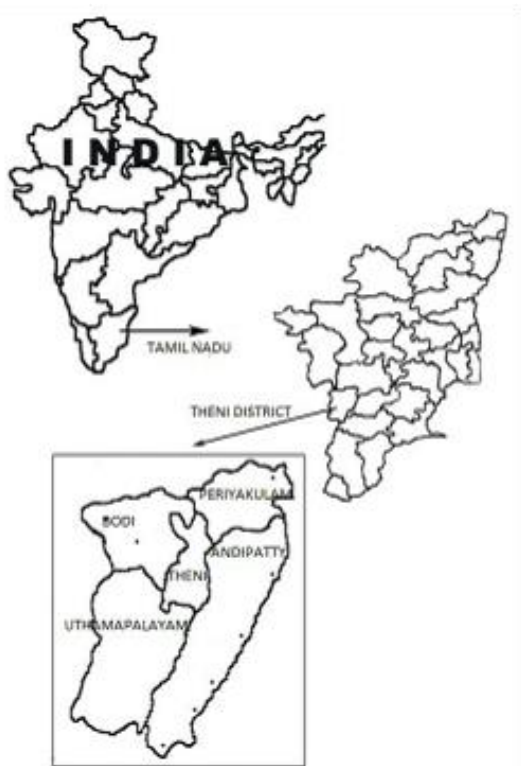 INDIA
TAMIL NADU
THENI DISTRICT
PERIYAKULAM
BODI
ANDIPATTY
THENI
UTHAMAPALAYAM